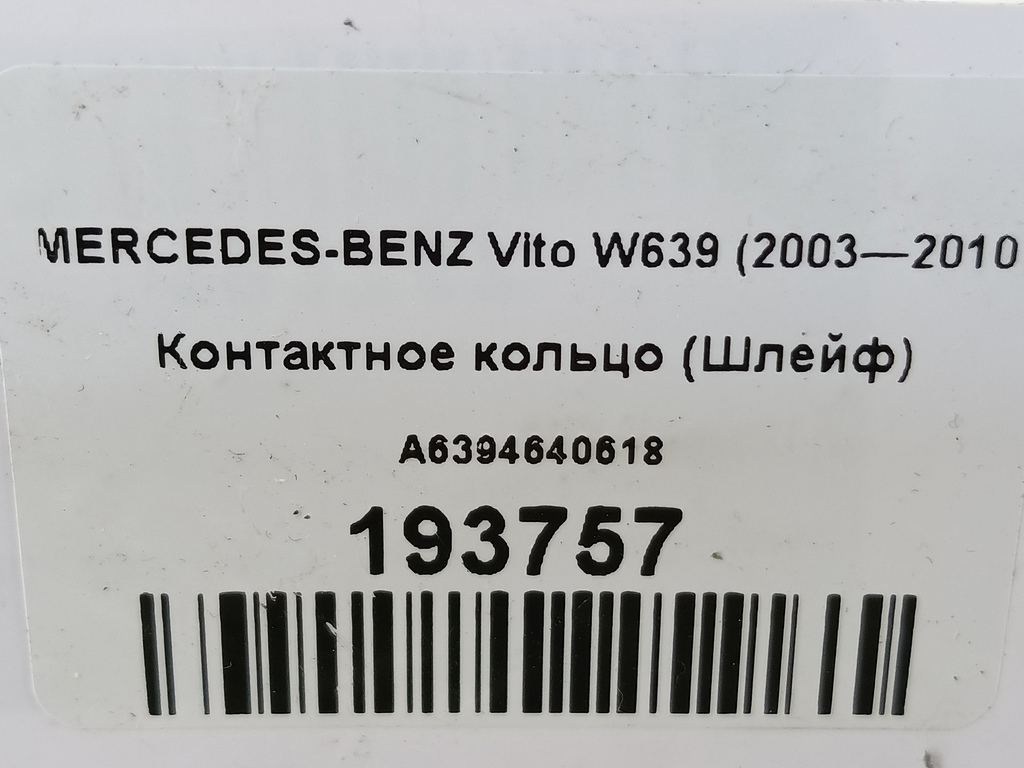 MERCEDES-BENZ Vito W639 (2003—2010
Контактное кольцо (Шлейф)
A6394640618
193757